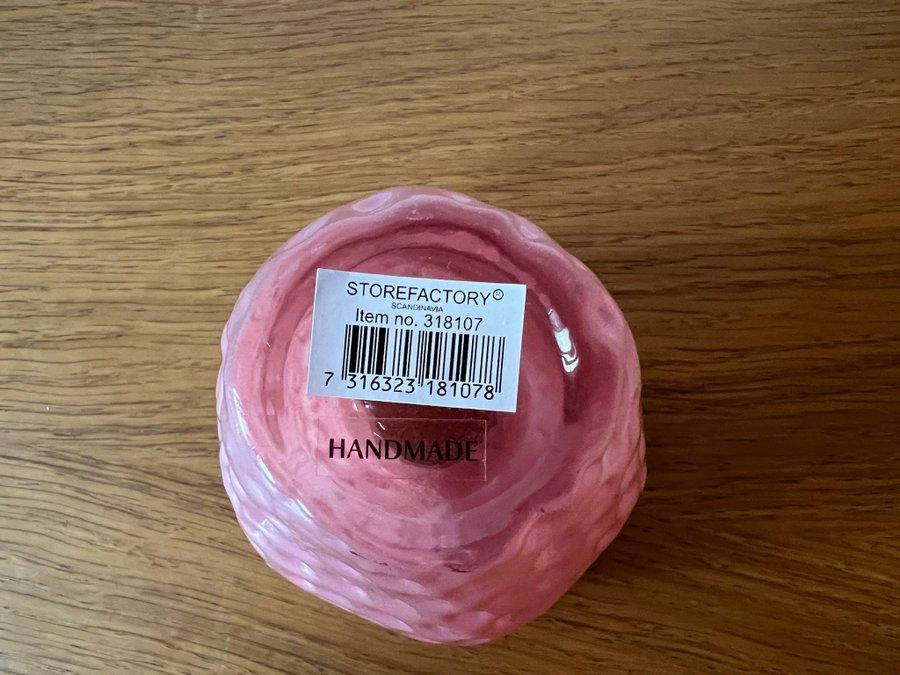 STOREFACTORY®
SCANDINAVIA
Item no. 318107
7 316323 181078
HANDMADE